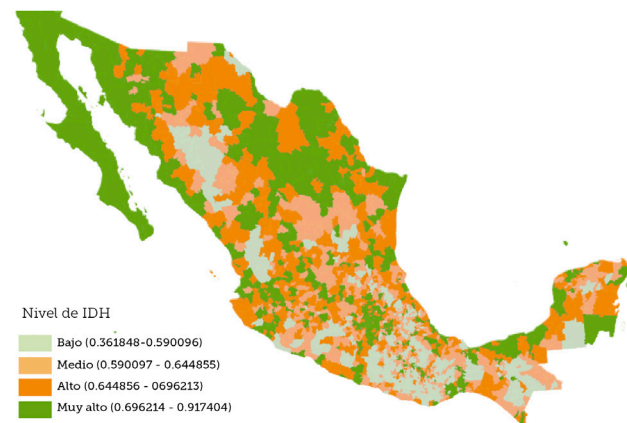 Nivel de IDH
Bajo (0.361848-0.590096)
Medio (0.590097 - 0.644855)
Alto (0.644856 - 0696213)
Muy alto (0.696214 - 0.917404)